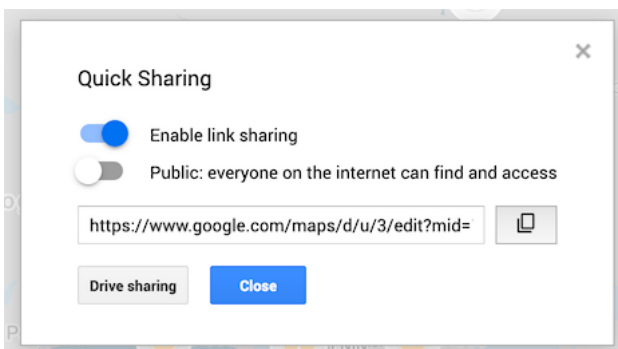 Quick Sharing
Enable link sharing
Public: everyone on the internet can find and access
https://www.google.com/maps/d/u/3/edit?mid=
Drive sharing
Close